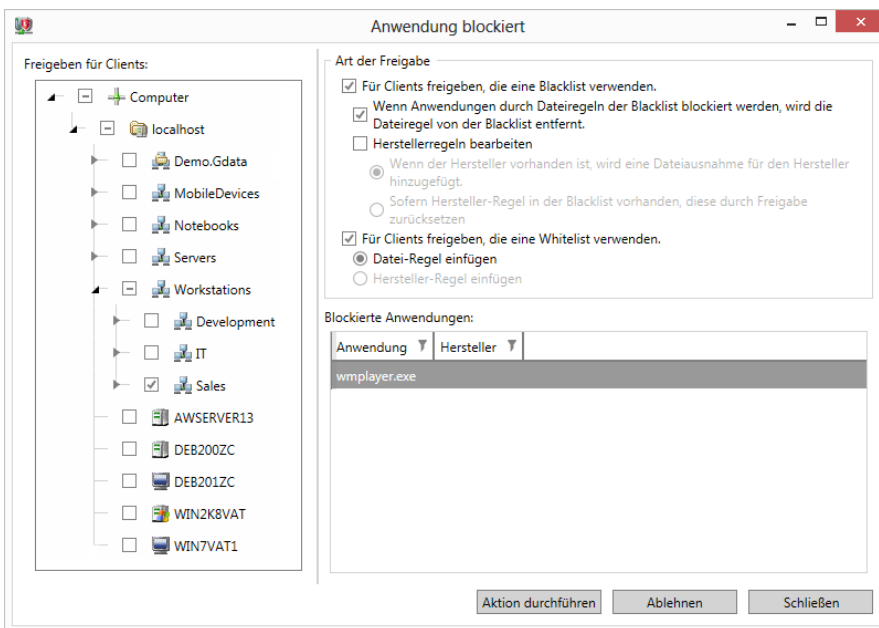 Anwendung blockiert
Freigeben für Clients:
Computer
localhost
Demo.Gdata
MobileDevices
Notebooks
Servers
Workstations
Development
IT
Sales
AWSERVER13
DEB200ZC
DEB201ZC
WIN2K8VAT
WIN7VAT1
Art der Freigabe
Für Clients freigeben, die eine Blacklist verwenden.
Wenn Anwendungen durch Dateiregeln der Blacklist blockiert werden, wird die
Dateiregel von der Blacklist entfernt.
Herstellerregeln bearbeiten
Wenn der Hersteller vorhanden ist, wird eine Dateiausnahme für den Hersteller
hinzugefügt.
Sofern Hersteller-Regel in der Blacklist vorhanden, diese durch Freigabe
zurücksetzen
Für Clients freigeben, die eine Whitelist verwenden.
Datei-Regel einfügen
Hersteller-Regel einfügen
Blockierte Anwendungen:
Anwendung Hersteller
wmplayer.exe
Aktion durchführen Ablehnen Schließen